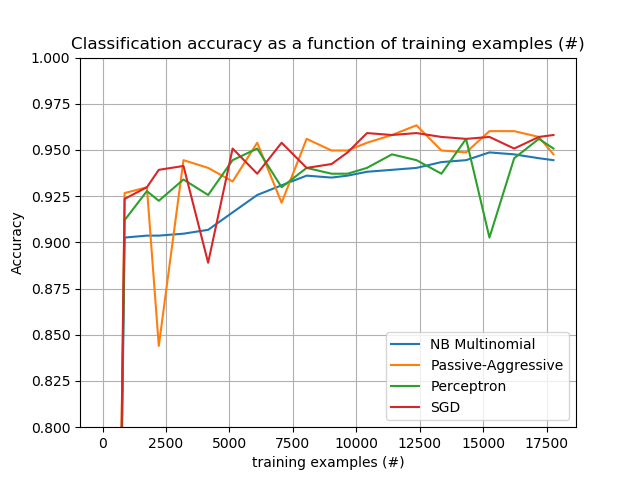 Classification accuracy as a function of training examples (#)
1.000
0.975
0.950
0.925
0.900
0.875
0.850
0.825
0.800
Accuracy
NB Multinomial
Passive-Aggressive
Perceptron
SGD
0 2500 5000 7500 10000 12500 15000 17500
training examples (#)